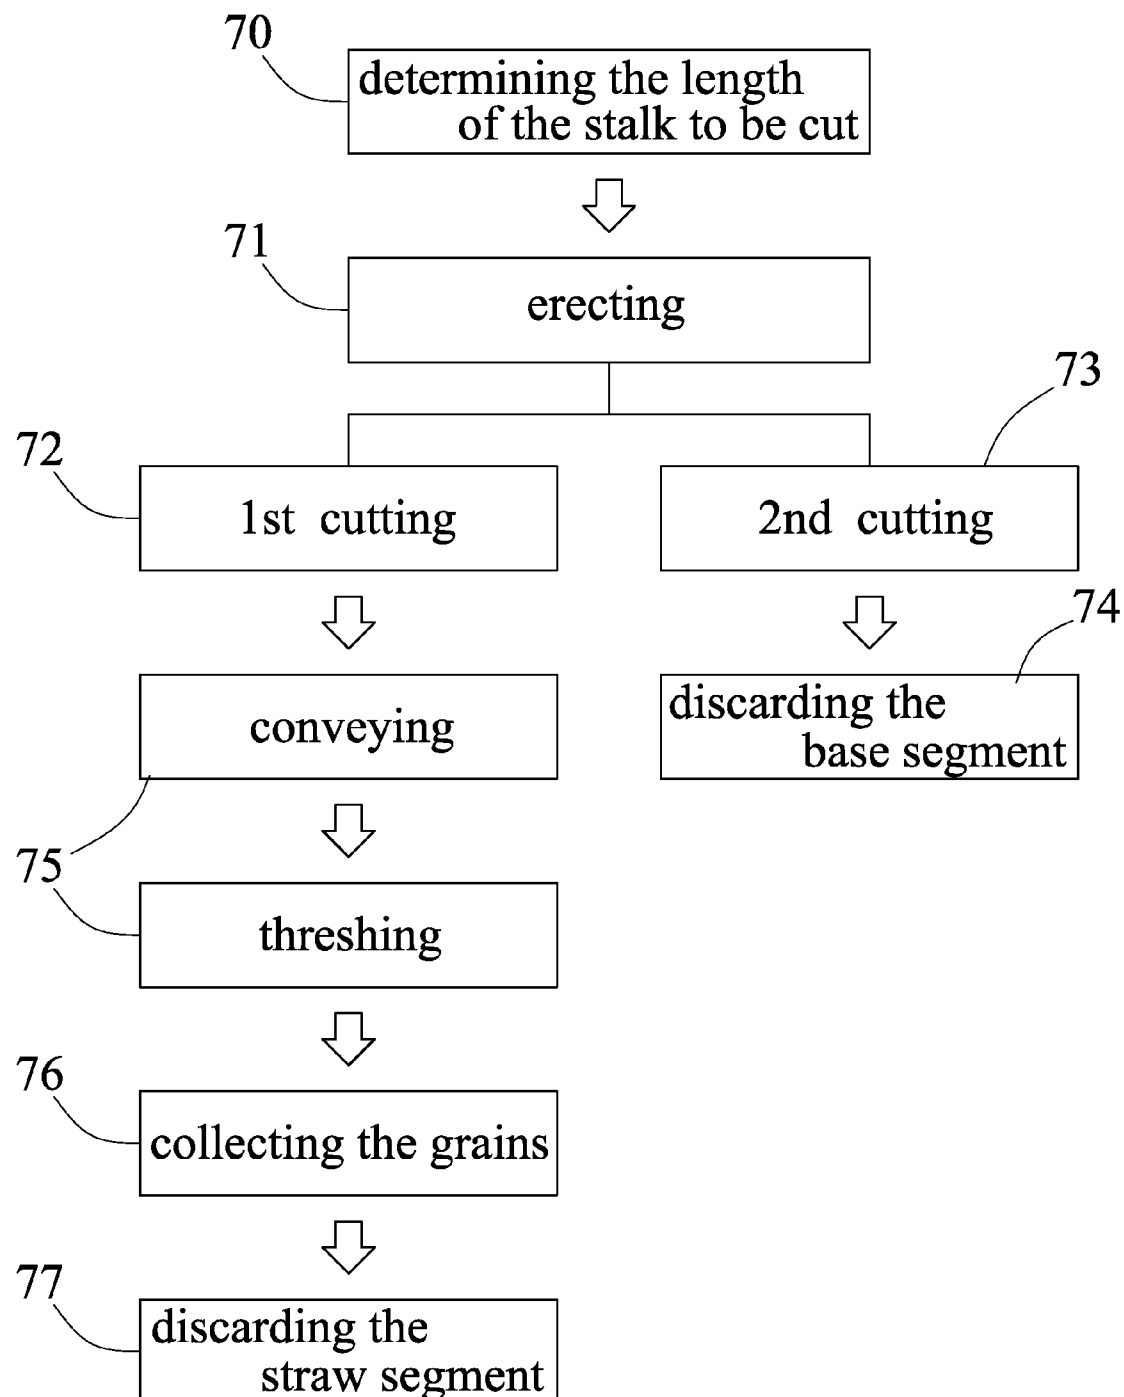 70
determining the length
of the stalk to be cut
71
erecting
73
72
1st cutting
2nd cutting
74
conveying
discarding the
base segment
75
threshing
76
collecting the grains
77
discarding the
straw segment